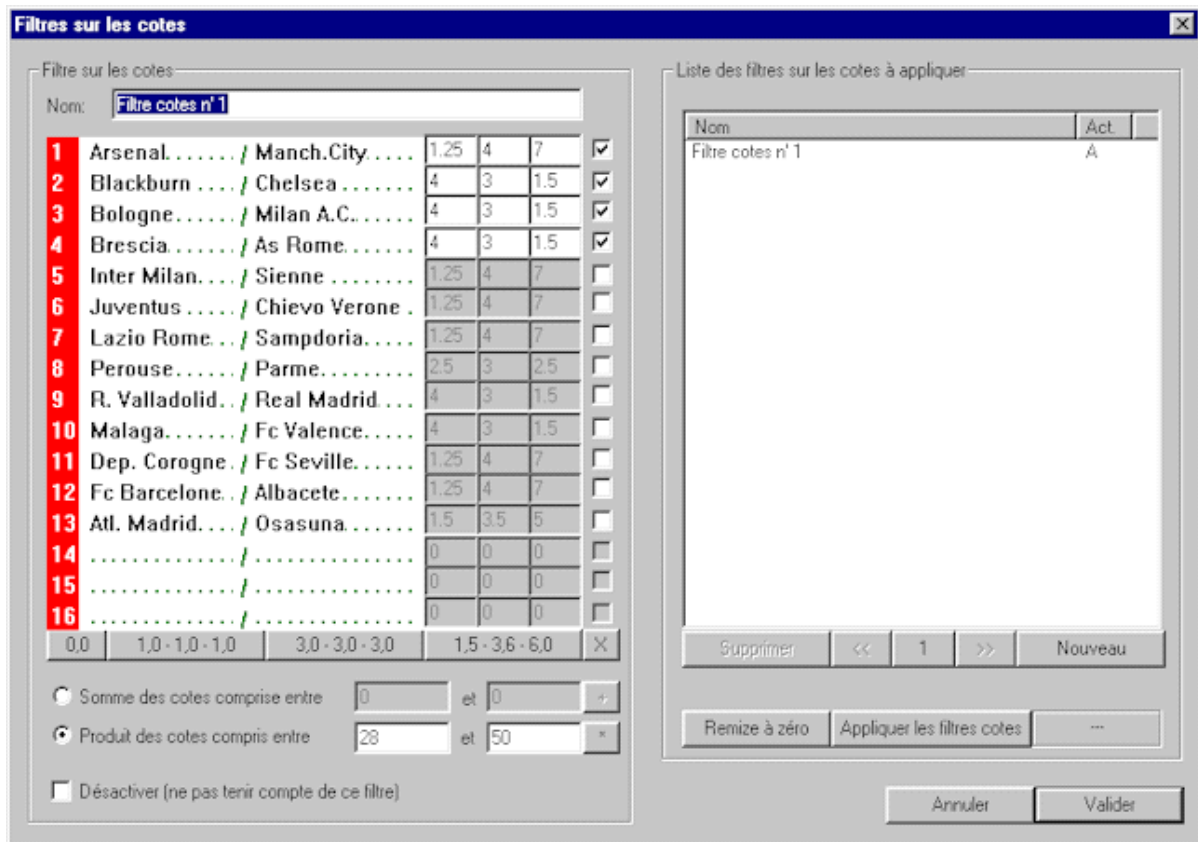 Filtres sur les cotes
Filtre sur les cotes
Nom: Filtre cotes n° 1
1 Arsenal......./ Manch.City..... 1.25 4 7
2 Blackburn ..../ Chelsea ....... 4 3 1.5
3 Bologne......./ Milan A.C....... 4 3 1.5
4 Brescia......./ As Rome........ 4 3 1.5
5 Inter Milan..../ Sienne ........ 1.25 4 7
6 Juventus ...../ Chievo Verone . 1.25 4 7
7 Lazio Rome.../ Sampdoria..... 1.25 4 7
8 Perouse....../ Parme......... 2.5 3 2.5
9 R. Valladolid../ Real Madrid.... 4 3 1.5
10 Malaga......./ Fc Valence..... 4 3 1.5
11 Dep. Corogne ./ Fc Seville...... 1.25 4 7
12 Fc Barcelone../ Albacete....... 1.25 4 7
13 Atl. Madrid..../ Osasuna....... 1.5 3.5 5
14 ............../ ............... 0 0 0
15 ............../ ............... 0 0 0
16 ............../ ............... 0 0 0
0,0 1,0 - 1,0 - 1,0 3,0 - 3,0 - 3,0 1,5 - 3,6 - 6,0 X
Somme des cotes comprise entre 0 et 0 +
Produit des cotes compris entre 28 et 50 *
Désactiver (ne pas tenir compte de ce filtre)
Liste des filtres sur les cotes à appliquer
Nom Act.
Filtre cotes n° 1 A
Supprimer << 1 >> Nouveau
Remize à zéro Appliquer les filtres cotes ---
Annuler Valider